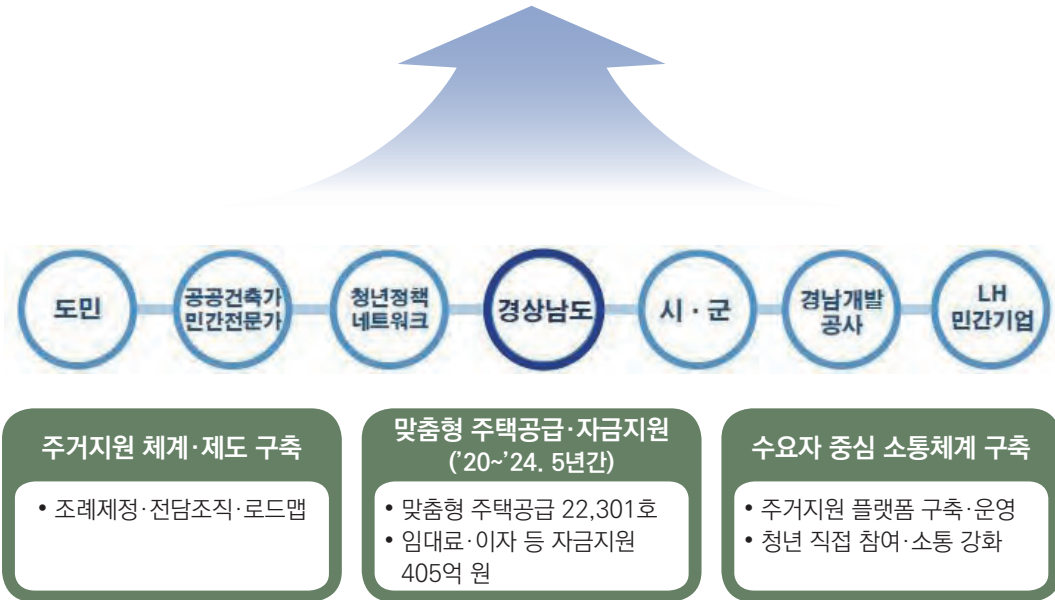 도민
공공건축가
민간전문가
청년정책
네트워크
경상남도
시·군
경남개발
공사
LH
민간기업
주거지원 체계·제도 구축
• 조례제정·전담조직·로드맵
맞춤형 주택공급·자금지원
('20~'24. 5년간)
• 맞춤형 주택공급 22,301호
• 임대료·이자 등 자금지원
405억 원
수요자 중심 소통체계 구축
• 주거지원 플랫폼 구축·운영
• 청년 직접 참여·소통 강화